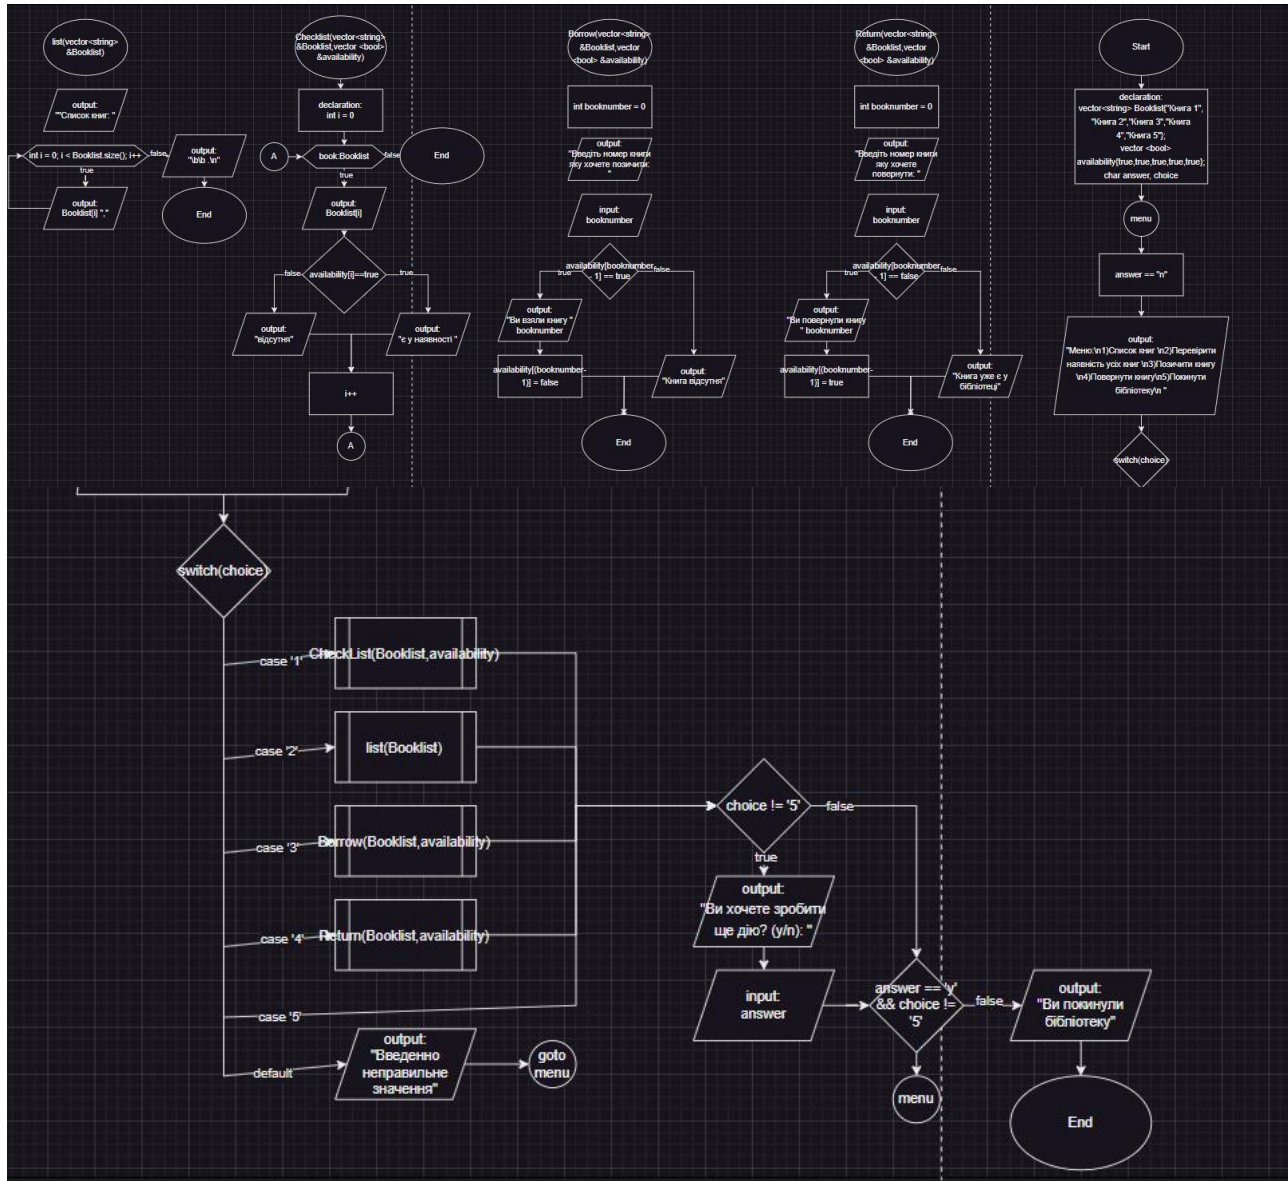 list(vector<string>
&Booklist)
output:
""Список книг: "
int i = 0; i < Booklist.size(); i++
false
true
output:
Booklist[i] ","
output:
"\b\b .\n"
End
Checklist(vector<string>
&Booklist,vector <bool>
&availability)
declaration:
int i = 0
A
book:Booklist
false
End
true
output:
Booklist[i]
availability[i]==true
false
true
output:
"відсутня"
output:
"є у наявності "
i++
A
Borrow(vector<string>
&Booklist,vector
<bool> &availability)
int booknumber = 0
output:
"Введіть номер книги
яку хочете позичити:
"
input:
booknumber
availability[booknumber
- 1] == true
true
false
output:
"Ви взяли книгу "
booknumber
availability[(booknumber-
1)] = false
output:
"Книга відсутня"
End
Return(vector<string>
&Booklist,vector
<bool> &availability)
int booknumber = 0
output:
"Введіть номер книги
яку хочете
повернути: "
input:
booknumber
availability[booknumber
- 1] == false
true
false
output:
"Ви повернули книгу
" booknumber
availability[(booknumber-
1)] = true
output:
"Книга уже є у
бібліотеці"
End
Start
declaration:
vector<string> Booklist{"Книга 1",
"Книга 2","Книга 3","Книга
4","Книга 5"};
vector <bool>
availability{true,true,true,true,true};
char answer, choice
menu
answer == "n"
output:
"Меню:\n1)Список книг \n2)Перевірити
наявність усіх книг \n3)Позичити книгу
\n4)Повернути книгу\n5)Покинути
бібліотеку\n "
switch(choice)
switch(choice)
case '1'
CheckList(Booklist,availability)
case '2'
list(Booklist)
case '3'
Borrow(Booklist,availability)
case '4'
Return(Booklist,availability)
case '5'
default
output:
"Введенно
неправильне
значення"
goto
menu
choice != '5'
false
true
output:
"Ви хочете зробити
ще дію? (y/n): "
input:
answer
answer == 'y'
&& choice !=
'5'
false
menu
output:
"Ви покинули
бібліотеку"
End